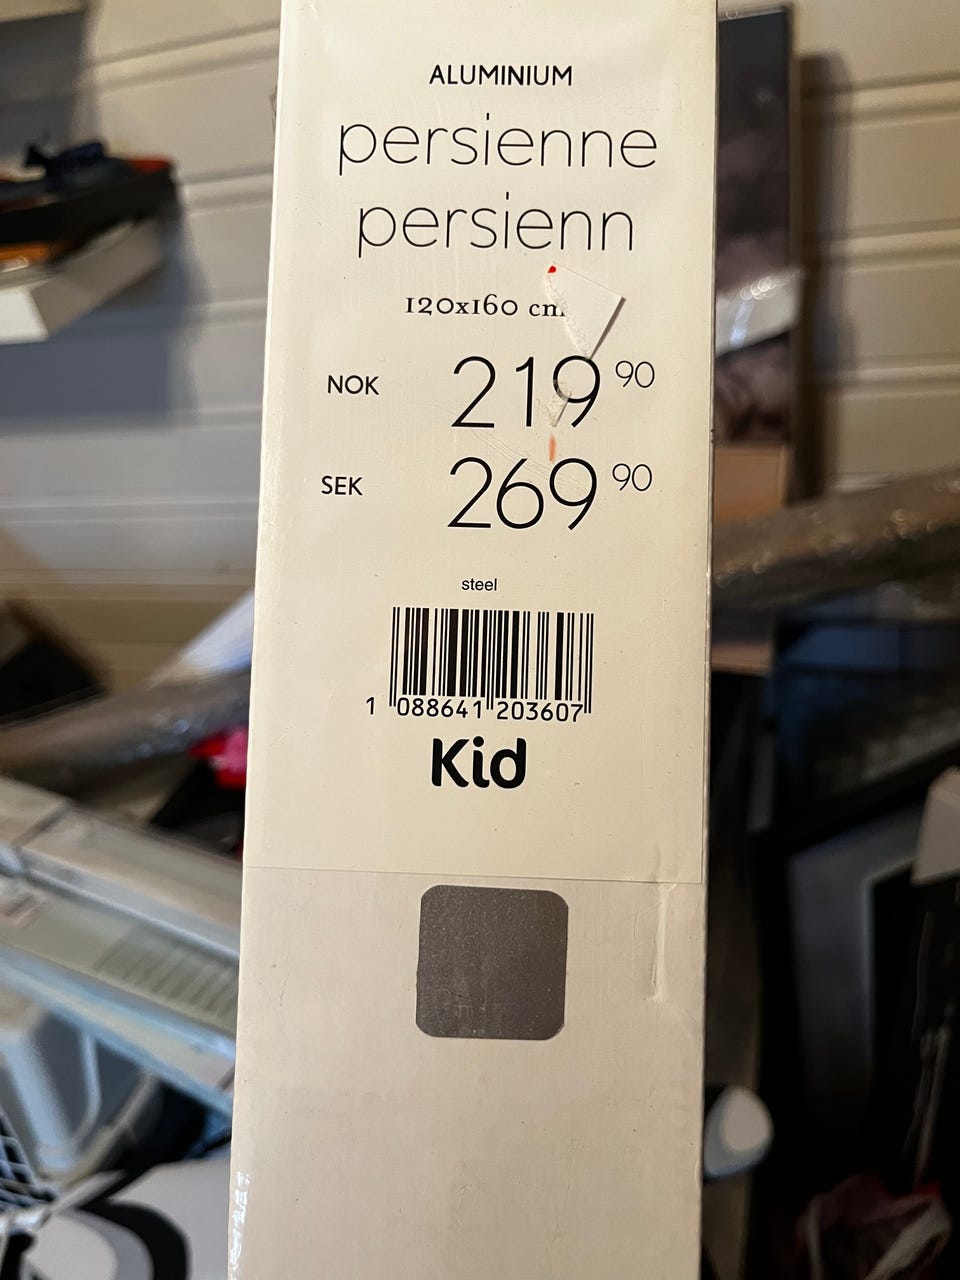 ALUMINIUM
persienne
persienn
120x160 cm
NOK 219 90
SEK 269 90
steel
1 088641 203607
Kid